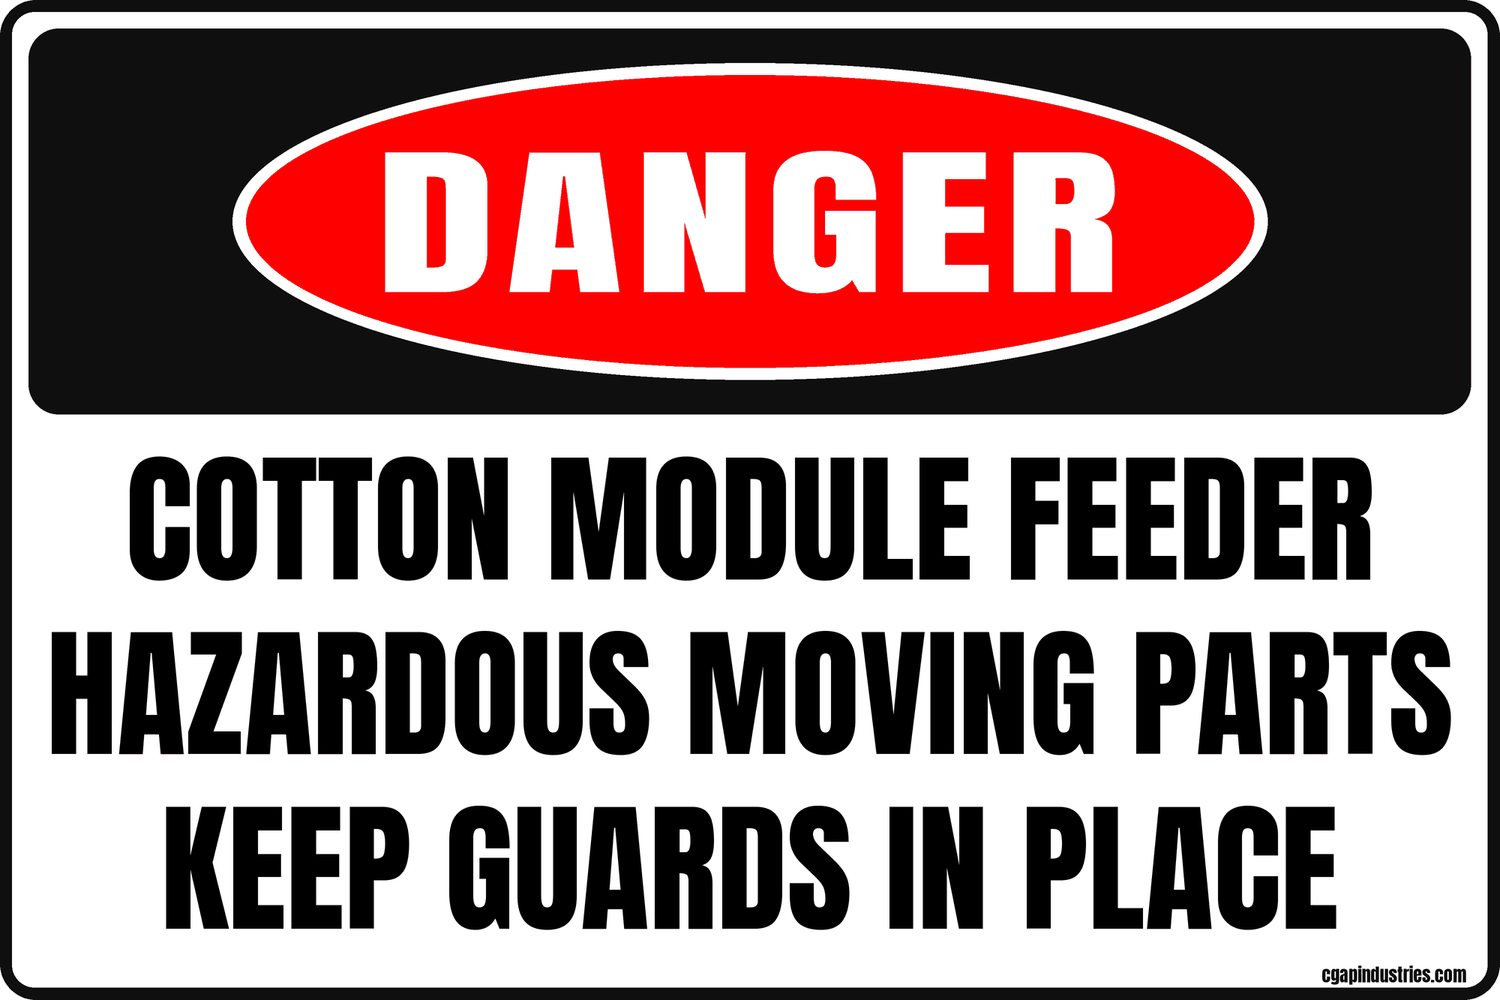 DANGER
COTTON MODULE FEEDER
HAZARDOUS MOVING PARTS
KEEP GUARDS IN PLACE
cgapindustries.com